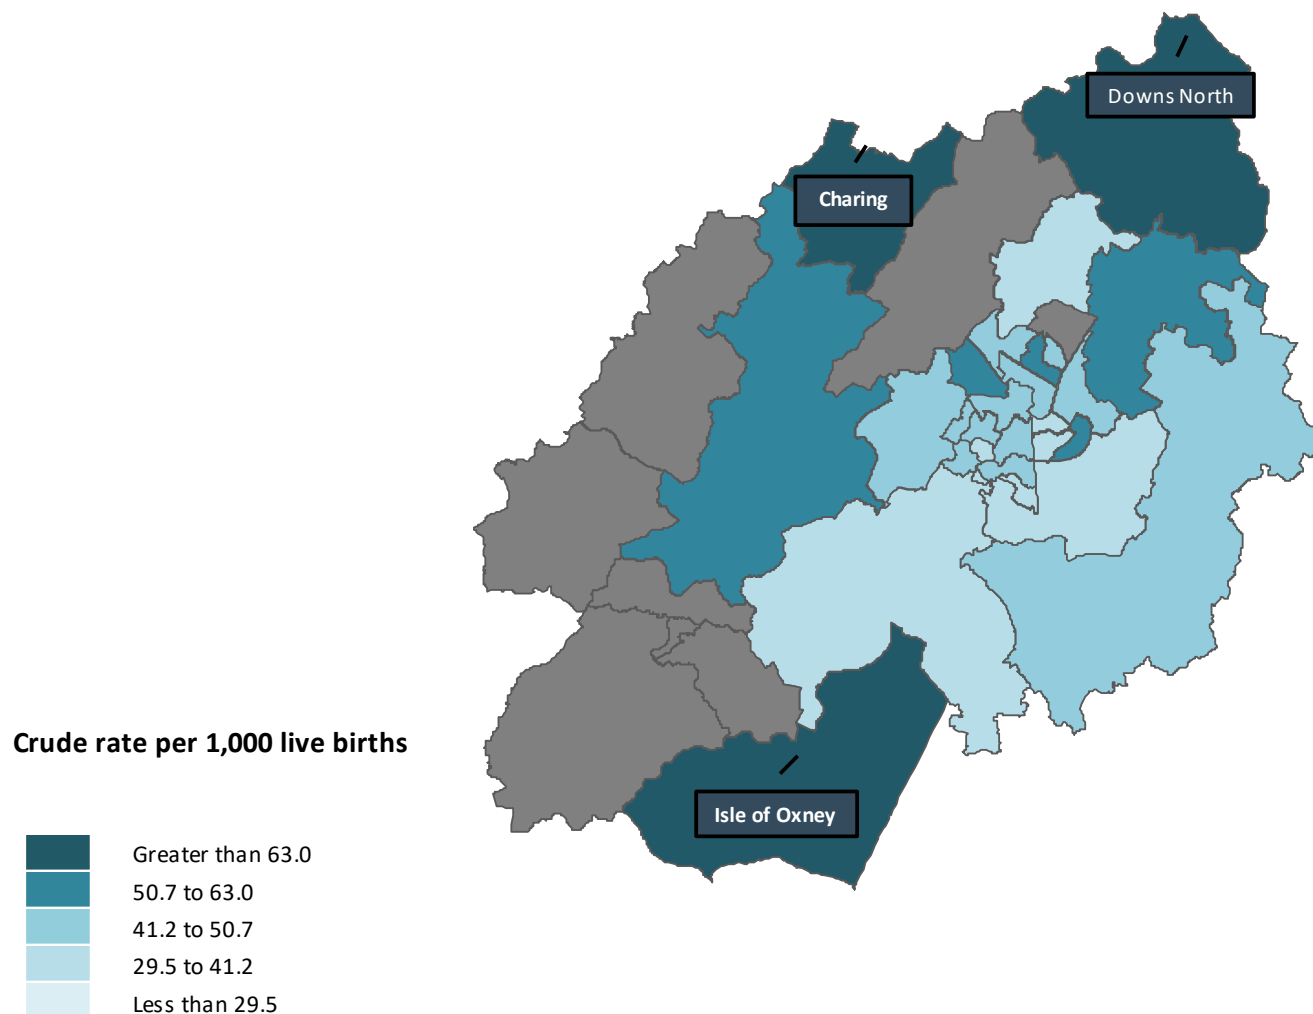 Downs North
Charing
Crude rate per 1,000 live births
Isle of Oxney
Greater than 63.0
50.7 to 63.0
41.2 to 50.7
29.5 to 41.2
Less than 29.5